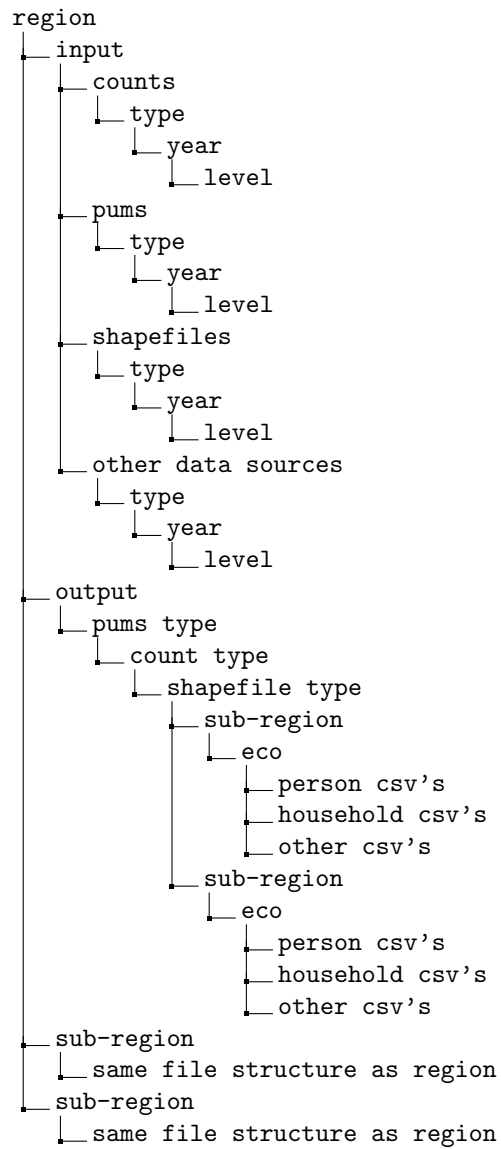 region
input
counts
type
year
level
pums
type
year
level
shapefiles
type
year
level
other data sources
type
year
level
output
pums type
count type
shapefile type
sub-region
eco
person csv's
household csv's
other csv's
sub-region
eco
person csv's
household csv's
other csv's
sub-region
same file structure as region
sub-region
same file structure as region